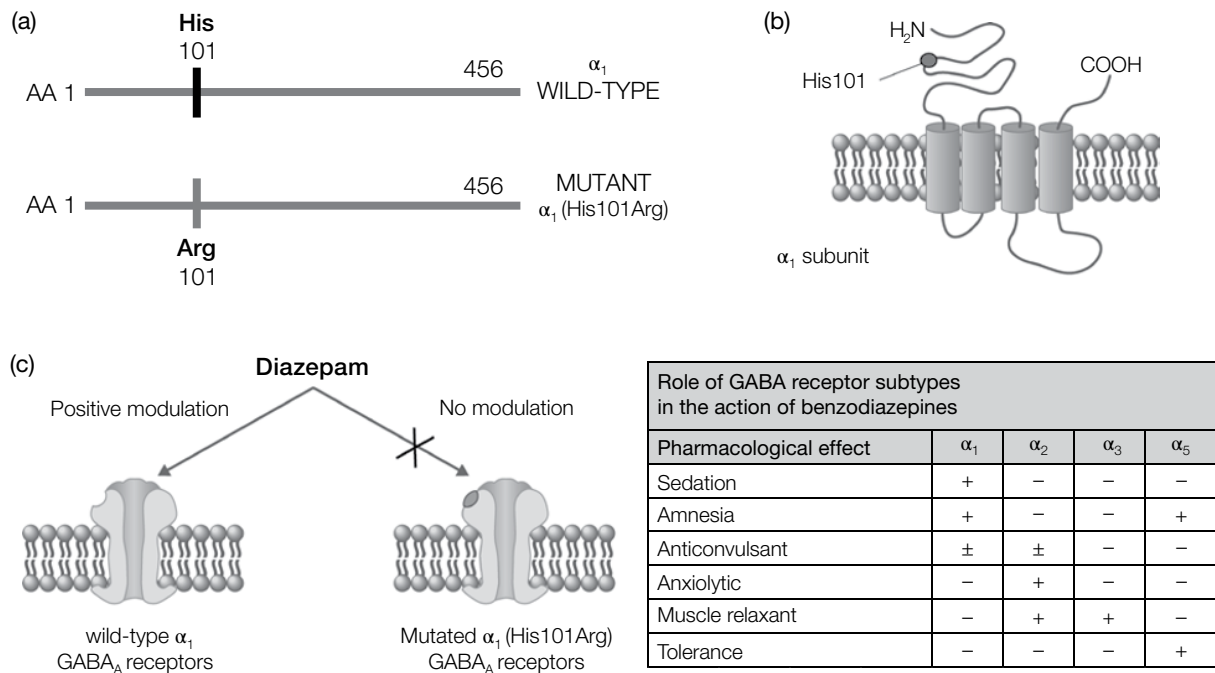 (a)
His
101
456
AA 1
α₁
WILD-TYPE
456
AA 1
MUTANT
α₁ (His101Arg)
Arg
101
(b)
H₂N
His101
COOH
α₁ subunit
(c)
Diazepam
Positive modulation
No modulation
wild-type α₁
GABA_A receptors
Mutated α₁ (His101Arg)
GABA_A receptors
Role of GABA receptor subtypes
in the action of benzodiazepines
Pharmacological effect α₁ α₂ α₃ α₅
Sedation + – – –
Amnesia + – – +
Anticonvulsant ± ± – –
Anxiolytic – + – –
Muscle relaxant – + + –
Tolerance – – – +